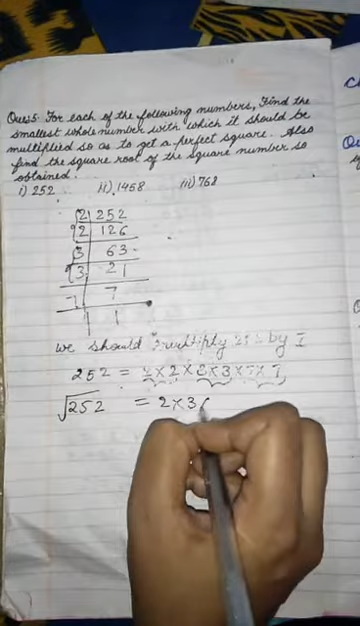 Ques 5: For each of the following numbers, Find the
smallest whole number with which it should be
multiplied so as to get a perfect square. Also
find the square root of the square number so
obtained.
i) 252 ii) 1458 iii) 768
2 252
2 126
3 63
3 21
7 7
1
we should multiply 252 by 7
252 = 2×2×3×3×7×7
√252 = 2×3